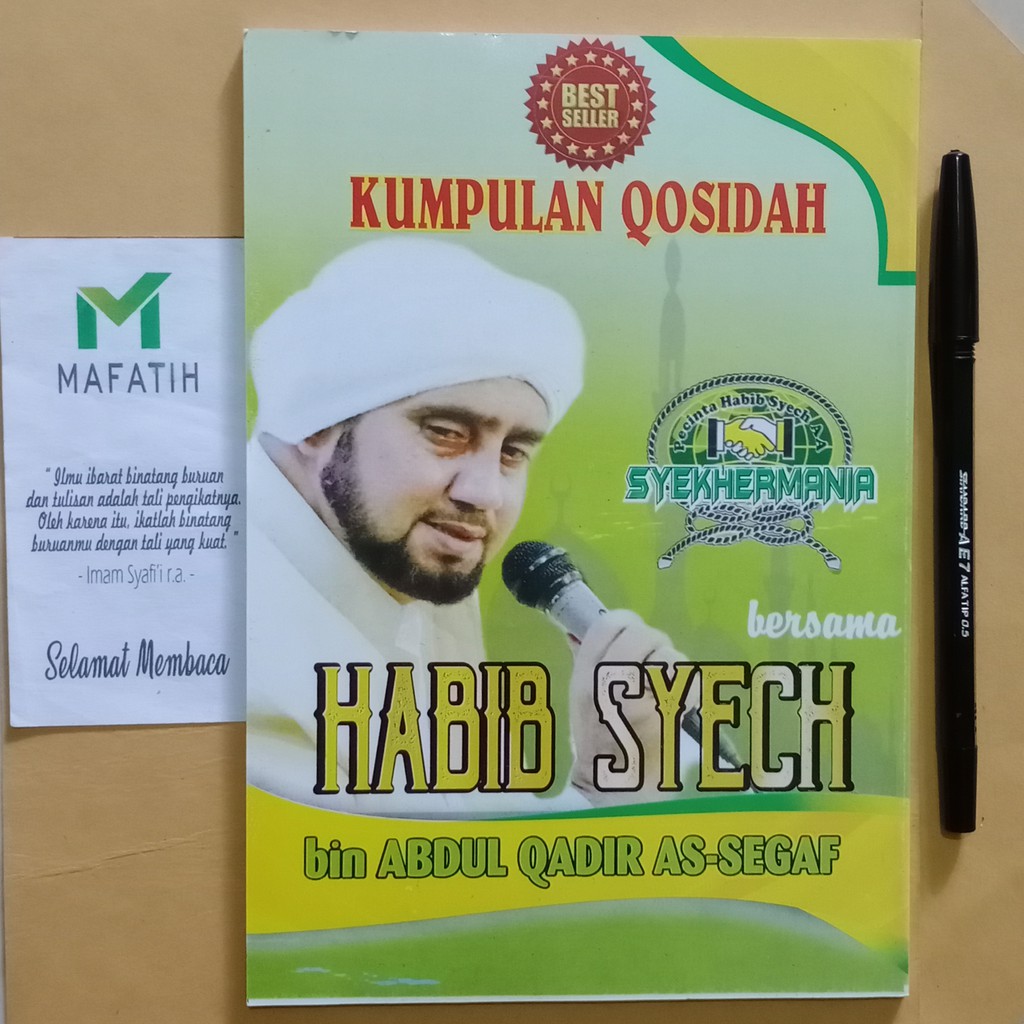 BEST
SELLER
KUMPULAN QOSIDAH
MAFATIH
Pecinta Habib Syech AA
SYEKHERMANIA
" Ilmu ibarat binatang buruan
dan tulisan adalah tali pengikatnya.
Oleh karena itu, ikatlah binatang
buruanmu dengan tali yang kuat. "
- Imam Syafi'i r.a. -
Selamat Membaca
bersama
HABIB SYECH
bin ABDUL QADIR AS-SEGAF
STANDARD AE7 ALFATIP 0.5